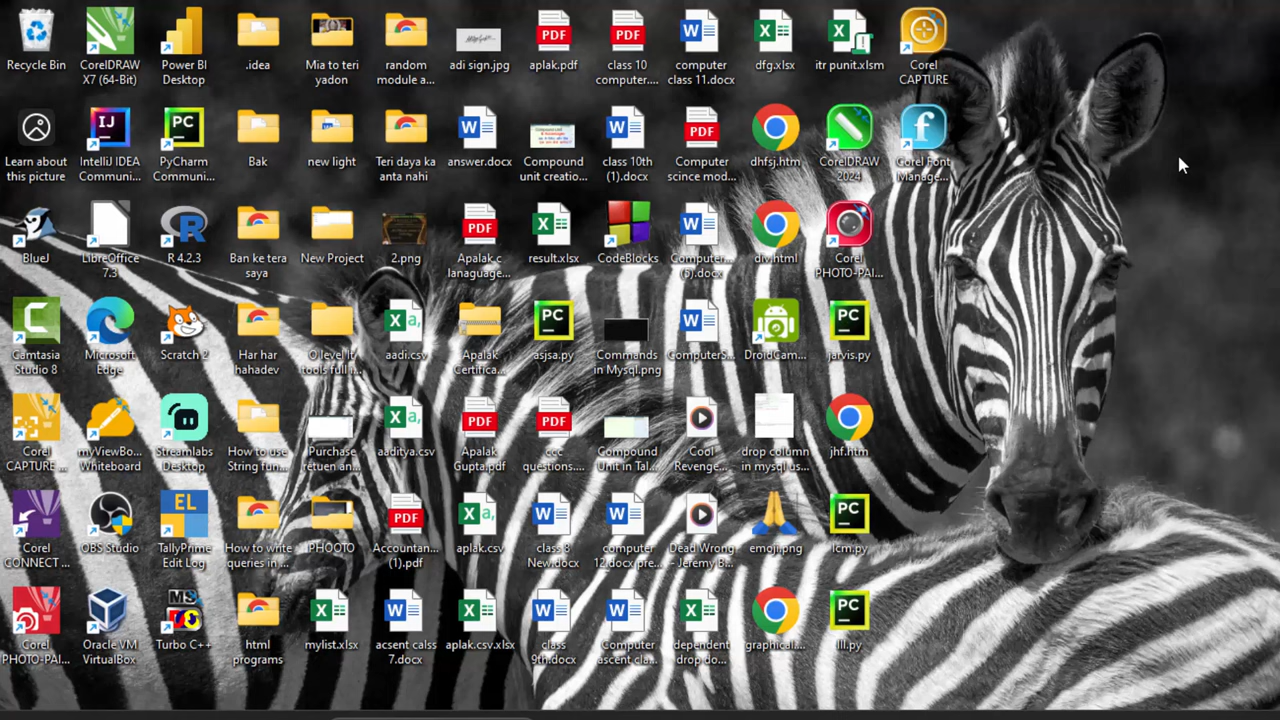 Recycle Bin
CorelDRAW
X7 (64-Bit)
Power BI
Desktop
.idea
Mia to teri
yadon
random
module a...
adi sign.jpg
aplak.pdf
class 10
computer....
computer
class 11.docx
dfg.xlsx
itr punit.xlsm
Corel
CAPTURE
Learn about
this picture
IntelliJ IDEA
Communi...
PyCharm
Communi...
Bak
new light
Teri daya ka
anta nahi
answer.docx
Compound
unit creatio...
class 10th
(1).docx
Computer
scince mod...
dhfsj.htm
CorelDRAW
2024
Corel Font
Manage...
BlueJ
LibreOffice
7.3
R 4.2.3
Ban ke tera
saya
New Project
2.png
Apalak c
lanaguage...
result.xlsx
CodeBlocks
Computer...
(5).docx
div.html
Corel
PHOTO-PAI...
Camtasia
Studio 8
Microsoft
Edge
Scratch 2
Har har
hahadev
O level it
tools full i...
aadi.csv
Apalak
Certifica...
asjsa.py
Commands
in Mysql.png
ComputerS...
DroidCam...
jarvis.py
Corel
CAPTURE ...
myViewBo...
Whiteboard
Streamlabs
Desktop
How to use
String fun...
Purchase
retuen an...
aaditya.csv
Apalak
Gupta.pdf
ccc
questions....
Compound
Unit in Tal...
Cool
Revenge...
drop column
in mysql us...
jhf.htm
Corel
CONNECT ...
OBS Studio
TallyPrime
Edit Log
How to write
queries in ...
PHOOTO
Accountan...
(1).pdf
aplak.csv
class 8
New.docx
computer
12.docx pre...
Dead Wrong
- Jeremy B...
emoji.png
lcm.py
Corel
PHOTO-PAI...
Oracle VM
VirtualBox
Turbo C++
html
programs
mylist.xlsx
acsent calss
7.docx
aplak.csv.xlsx
class
9th.docx
Computer
ascent cla...
dependent
drop do...
graphical...
lll.py